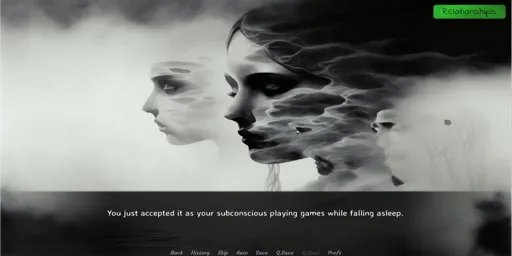 Relationships
You just accepted it as your subconscious playing games while falling asleep.
Back History Skip Auto Save Q.Save Q.Load Prefs